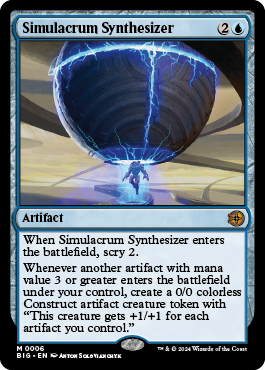 Simulacrum Synthesizer 2
Artifact
When Simulacrum Synthesizer enters
the battlefield, scry 2.
Whenever another artifact with mana
value 3 or greater enters the battlefield
under your control, create a 0/0 colorless
Construct artifact creature token with
“This creature gets +1/+1 for each
artifact you control.”
M 0006
BIG • EN Anton Solovianchyk
™ & © 2024 Wizards of the Coast